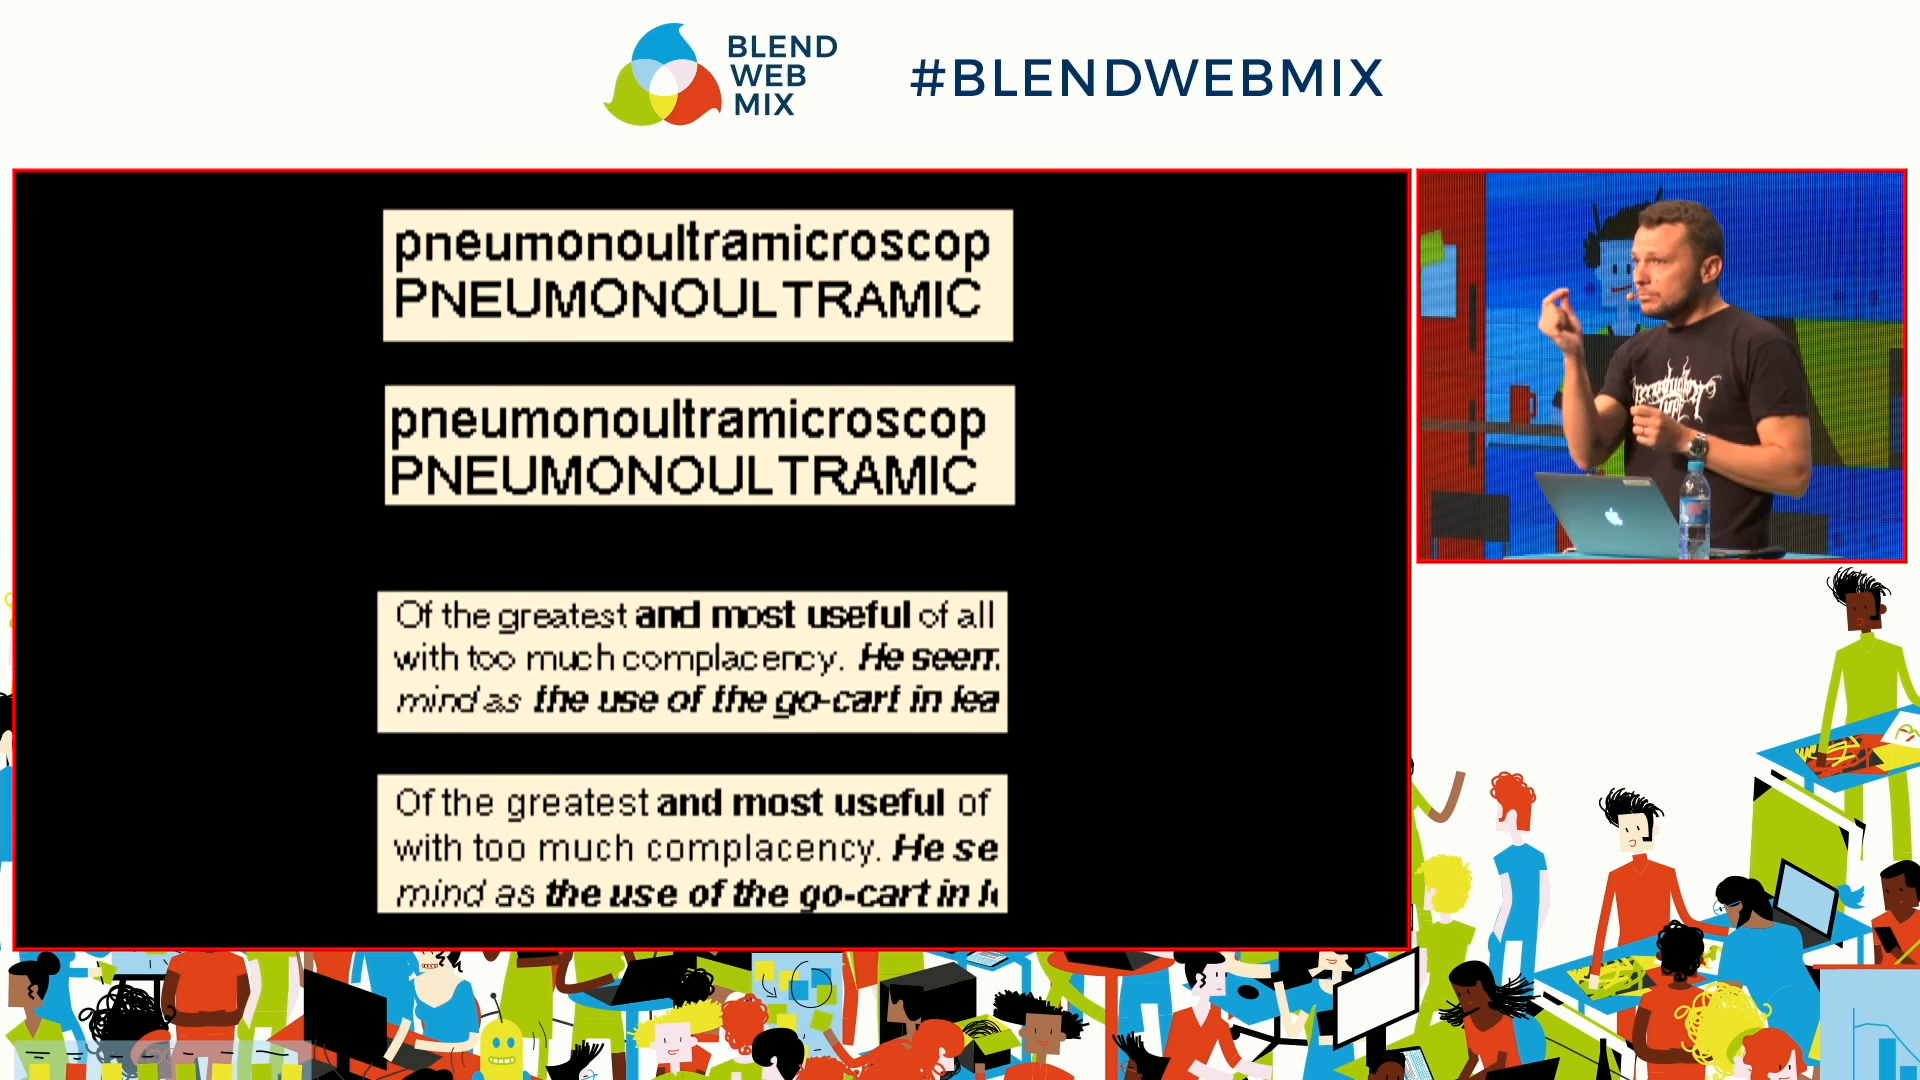 BLEND
WEB
MIX
#BLENDWEBMIX
pneumonoultramicroscop
PNEUMONOULTRAMIC
pneumonoultramicroscop
PNEUMONOULTRAMIC
Of the greatest and most useful of all
with too much complacency. He seem
mind as the use of the go-cart in lea
Of the greatest and most useful of
with too much complacency. He se
mind as the use of the go-cart in l